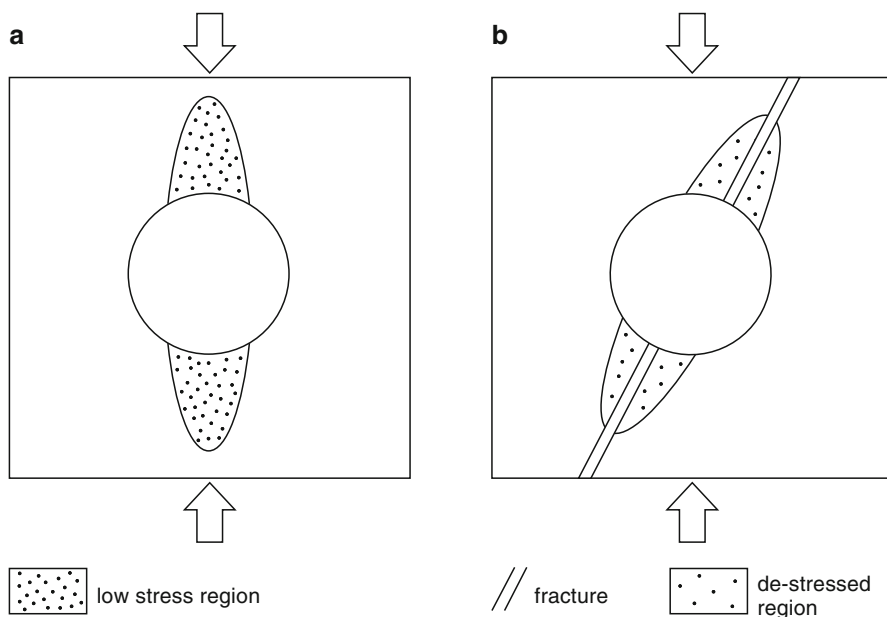 a
b
low stress region
fracture
de-stressed
region